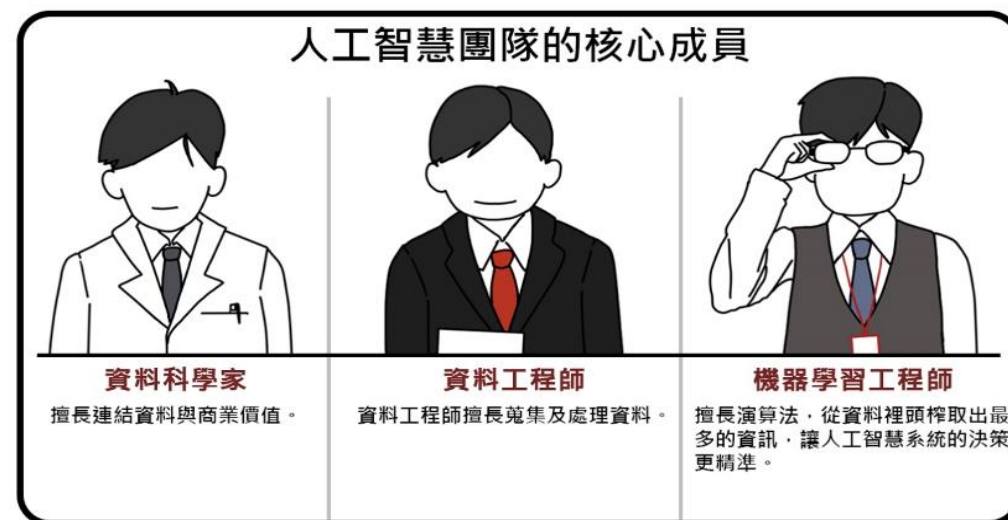 人工智慧團隊的核心成員
資料科學家
擅長連結資料與商業價值。
資料工程師
資料工程師擅長蒐集及處理資料。
機器學習工程師
擅長演算法，從資料裡頭榨取出最
多的資訊，讓人工智慧系統的決策
更精準。